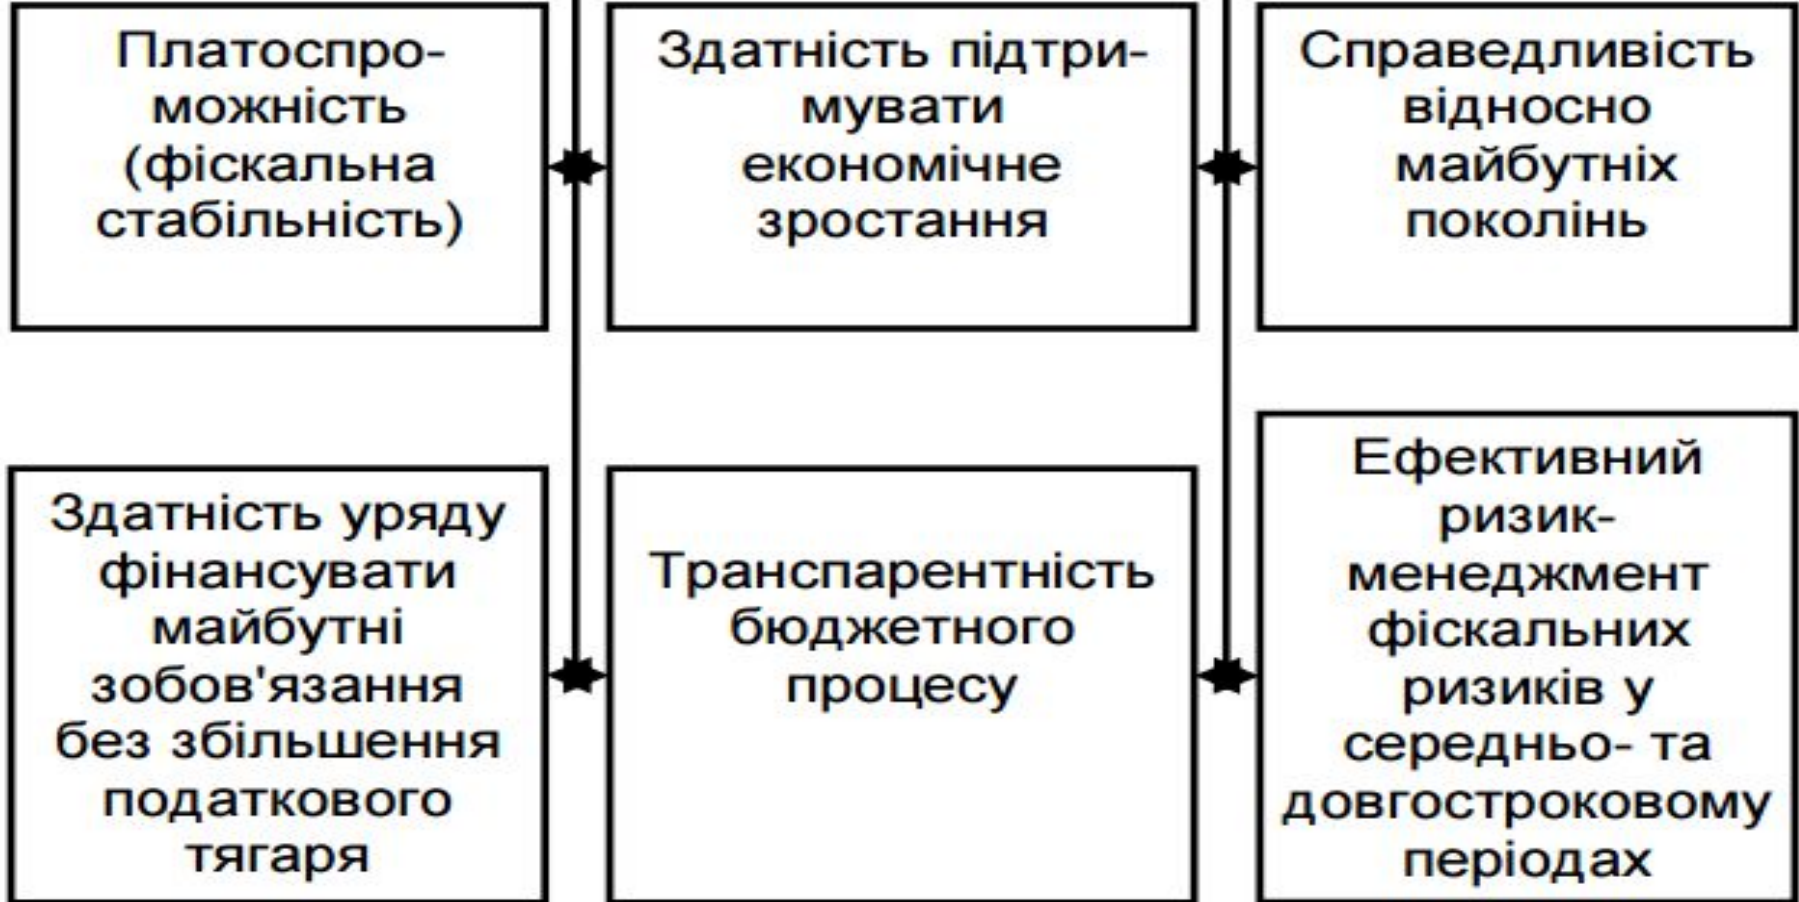 Платоспро-
можність
(фіскальна
стабільність)
Здатність підтри-
мувати
економічне
зростання
Справедливість
відносно
майбутніх
поколінь
Здатність уряду
фінансувати
майбутні
зобов'язання
без збільшення
податкового
тягаря
Транспарентність
бюджетного
процесу
Ефективний
ризик-
менеджмент
фіскальних
ризиків у
середньо- та
довгостроковому
періодах